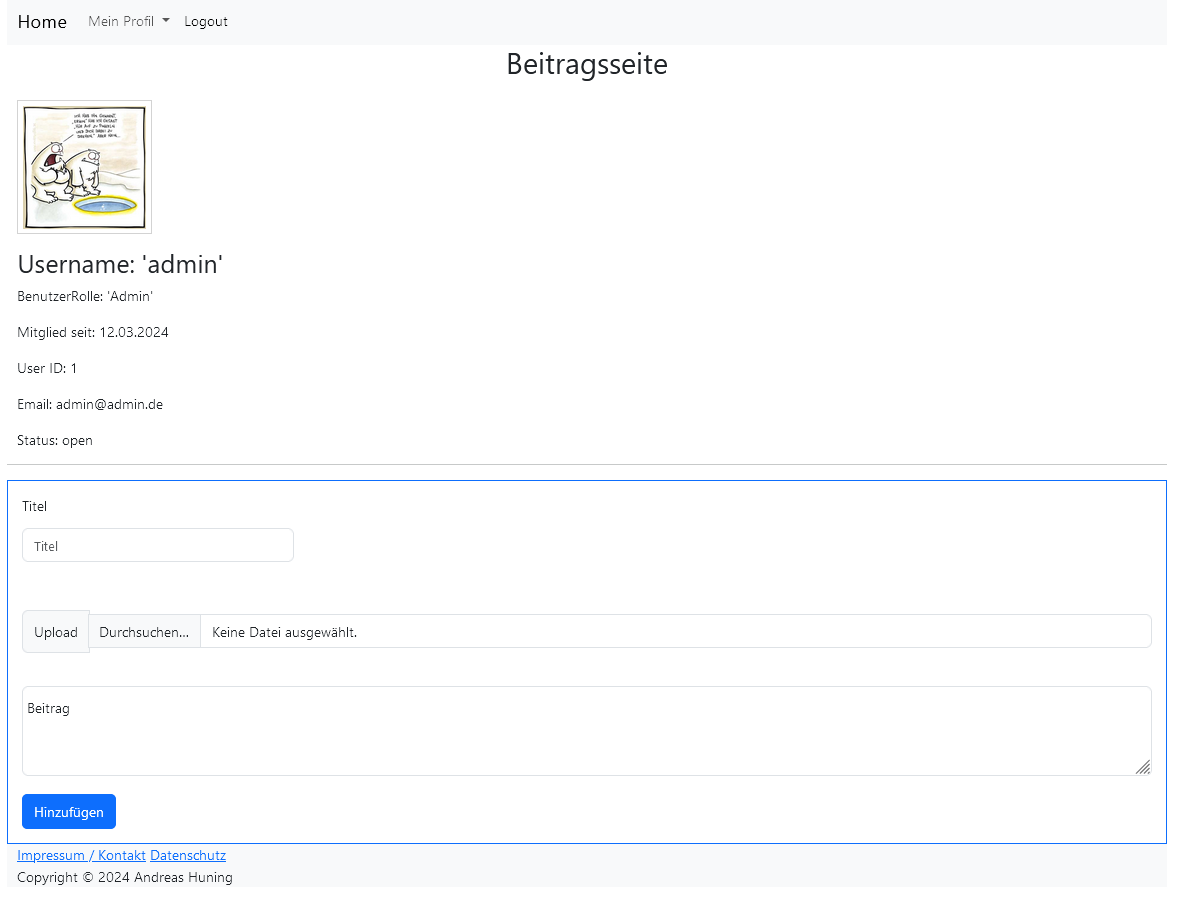 Home Mein Profil Logout
Beitragsseite
Username: 'admin'
BenutzerRolle: 'Admin'
Mitglied seit: 12.03.2024
User ID: 1
Email: admin@admin.de
Status: open
Titel
Titel
Upload Durchsuchen... Keine Datei ausgewählt.
Beitrag
Hinzufügen
Impressum / Kontakt Datenschutz
Copyright © 2024 Andreas Huning